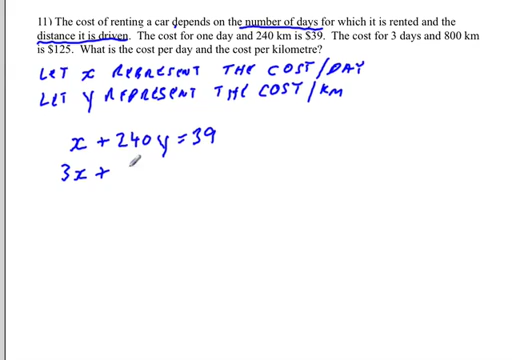 11) The cost of renting a car depends on the number of days for which it is rented and the
distance it is driven. The cost for one day and 240 km is $39. The cost for 3 days and 800 km
is $125. What is the cost per day and the cost per kilometre?
LET x REPRESENT THE COST/DAY
LET y REPRESENT THE COST/KM
x + 240y = 39
3x +